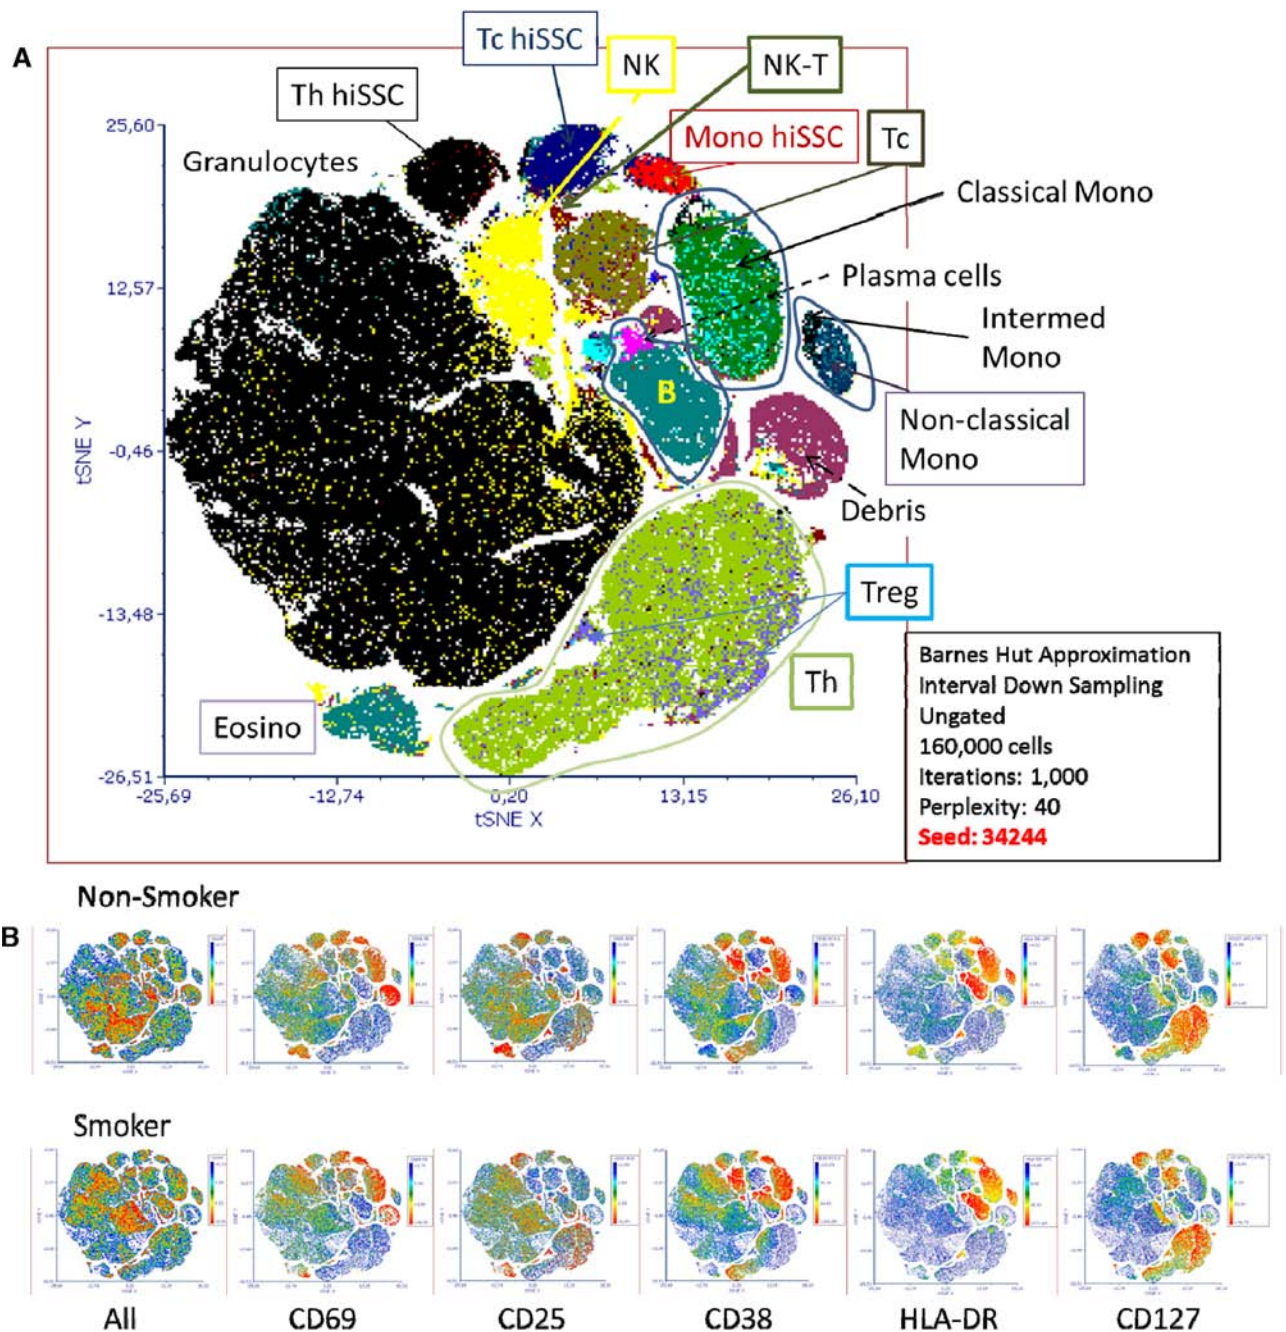 A
Tc hiSSC
NK
NK-T
Th hiSSC
Mono hiSSC
Tc
25,60
Granulocytes
Classical Mono
Plasma cells
12,57
Intermed
Mono
B
Non-classical
Mono
tSNE Y
-0,46
Debris
Treg
-13,48
Th
Eosino
-26,51
-25,69
-12,74
0,20
13,15
26,10
tSNE X
Barnes Hut Approximation
Interval Down Sampling
Ungated
160,000 cells
Iterations: 1,000
Perplexity: 40
Seed: 34244
Non-Smoker
B
Smoker
All
CD69
CD25
CD38
HLA-DR
CD127